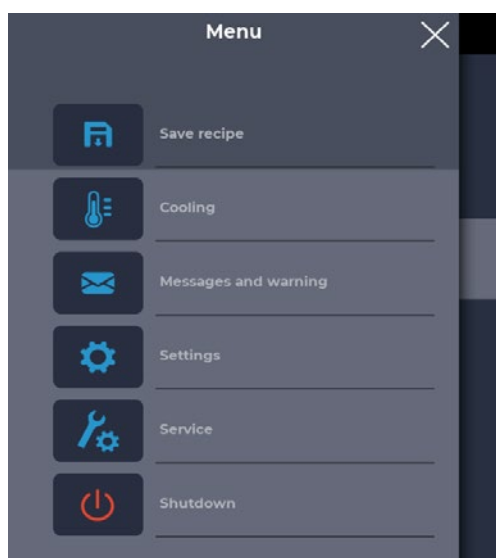 Menu
Save recipe
Cooling
Messages and warning
Settings
Service
Shutdown